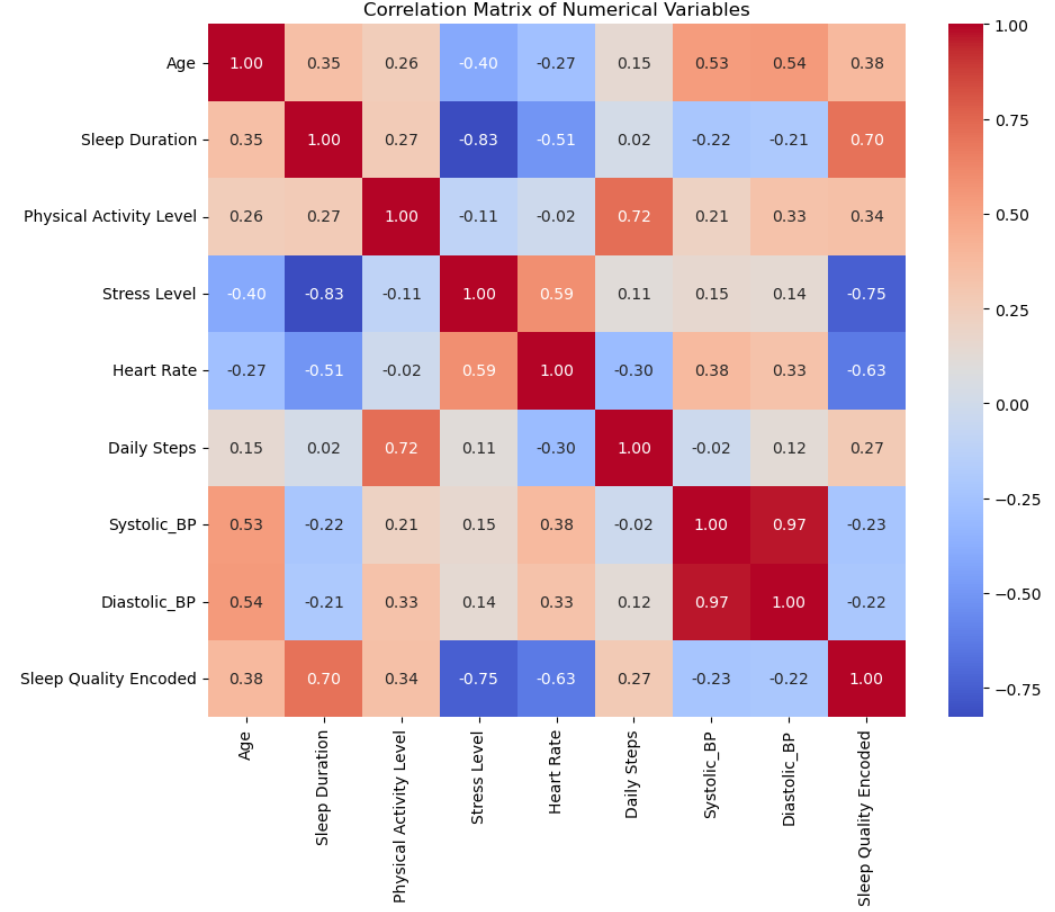 Correlation Matrix of Numerical Variables
Age 1.00 0.35 0.26 -0.40 -0.27 0.15 0.53 0.54 0.38
Sleep Duration 0.35 1.00 0.27 -0.83 -0.51 0.02 -0.22 -0.21 0.70
Physical Activity Level 0.26 0.27 1.00 -0.11 -0.02 0.72 0.21 0.33 0.34
Stress Level -0.40 -0.83 -0.11 1.00 0.59 0.11 0.15 0.14 -0.75
Heart Rate -0.27 -0.51 -0.02 0.59 1.00 -0.30 0.38 0.33 -0.63
Daily Steps 0.15 0.02 0.72 0.11 -0.30 1.00 -0.02 0.12 0.27
Systolic_BP 0.53 -0.22 0.21 0.15 0.38 -0.02 1.00 0.97 -0.23
Diastolic_BP 0.54 -0.21 0.33 0.14 0.33 0.12 0.97 1.00 -0.22
Sleep Quality Encoded 0.38 0.70 0.34 -0.75 -0.63 0.27 -0.23 -0.22 1.00
Age
Sleep Duration
Physical Activity Level
Stress Level
Heart Rate
Daily Steps
Systolic_BP
Diastolic_BP
Sleep Quality Encoded
1.00
0.75
0.50
0.25
0.00
−0.25
−0.50
−0.75